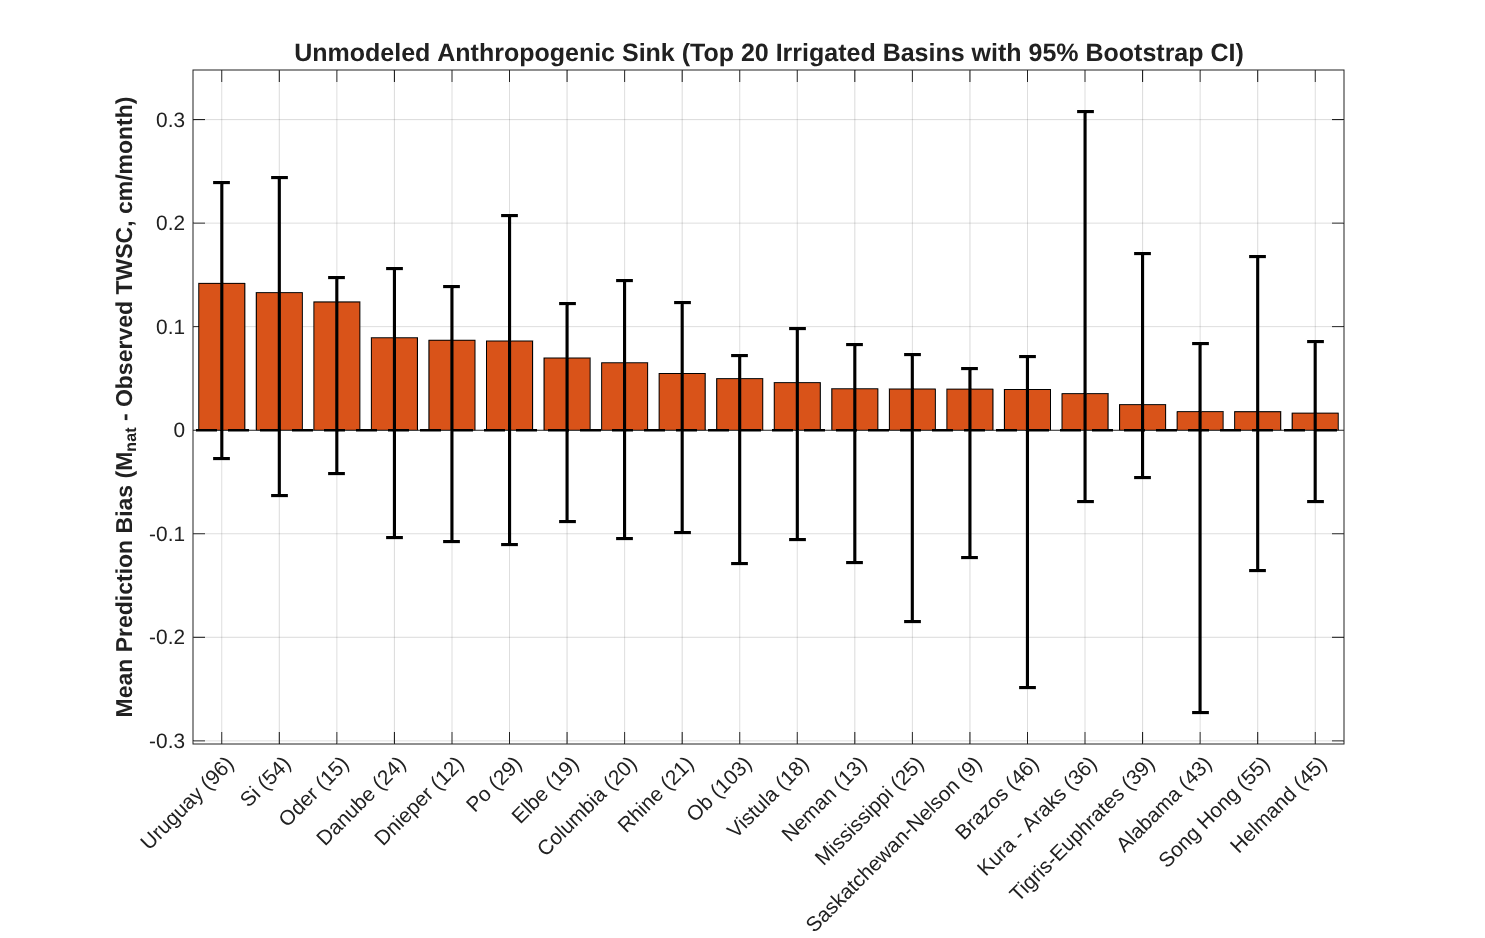 Unmodeled Anthropogenic Sink (Top 20 Irrigated Basins with 95% Bootstrap CI)
Mean Prediction Bias (Mnat - Observed TWSC, cm/month)
0.3
0.2
0.1
0
-0.1
-0.2
-0.3
Uruguay (96)
Si (54)
Oder (15)
Danube (24)
Dnieper (12)
Po (29)
Elbe (19)
Columbia (20)
Rhine (21)
Ob (103)
Vistula (18)
Neman (13)
Mississippi (25)
Saskatchewan-Nelson (9)
Brazos (46)
Kura - Araks (36)
Tigris-Euphrates (39)
Alabama (43)
Song Hong (55)
Helmand (45)